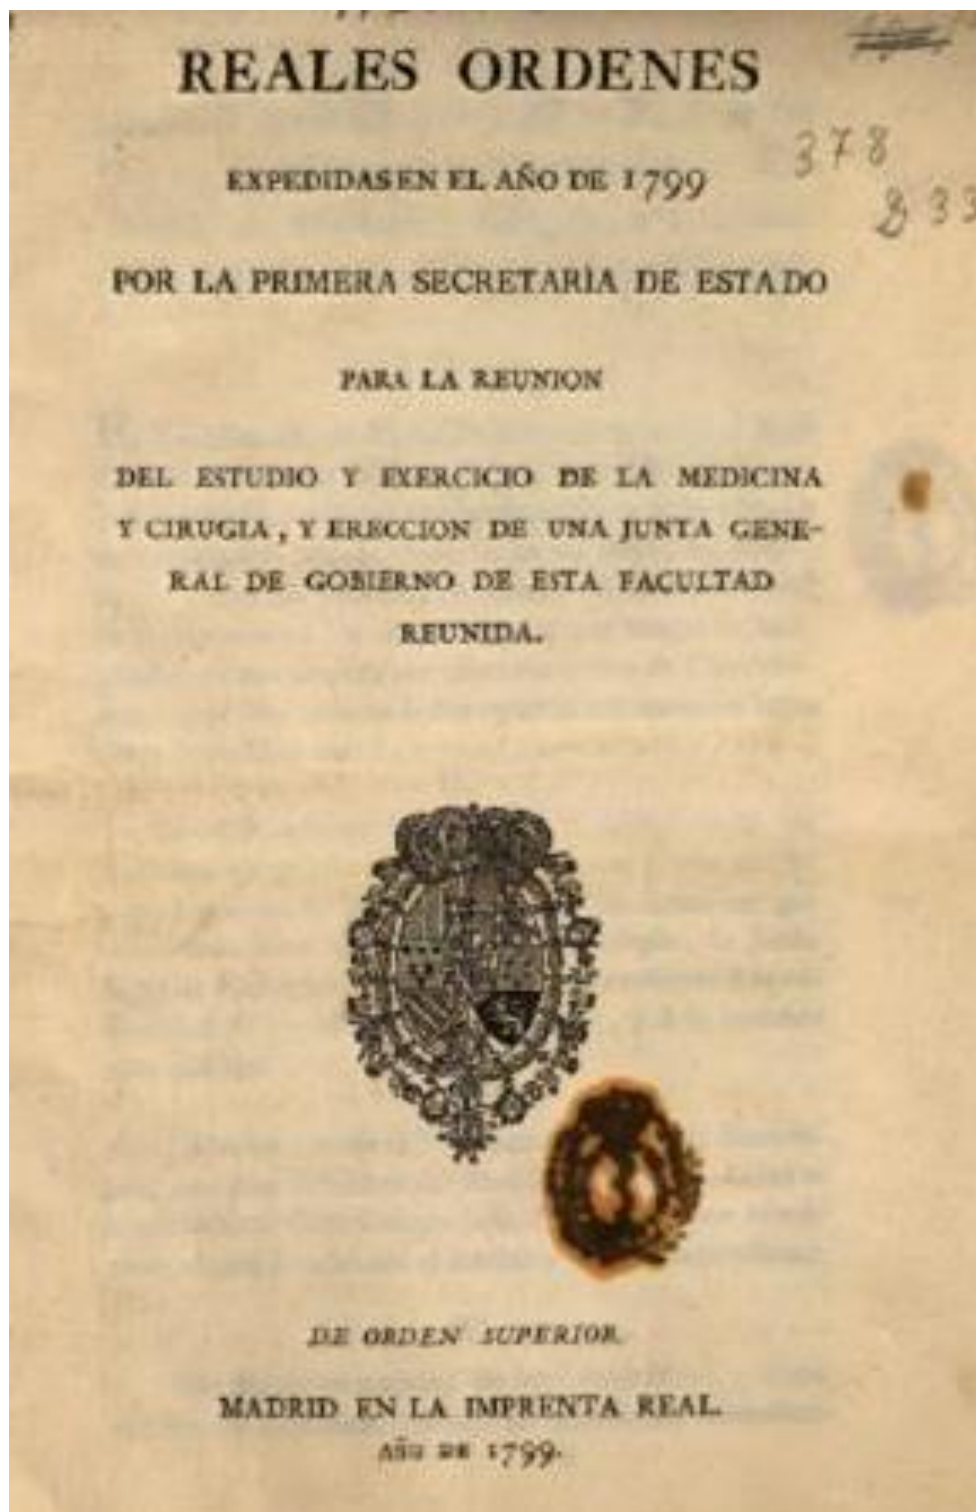 REALES ORDENES
378
EXPEDIDAS EN EL AÑO DE 1799
833
POR LA PRIMERA SECRETARÌA DE ESTADO
PARA LA REUNION
DEL ESTUDIO Y EXERCICIO DE LA MEDICINA
Y CIRUGIA, Y ERECCION DE UNA JUNTA GENE-
RAL DE GOBIERNO DE ESTA FACULTAD
REUNIDA.
DE ORDEN SUPERIOR.
MADRID EN LA IMPRENTA REAL.
AÑO DE 1799.